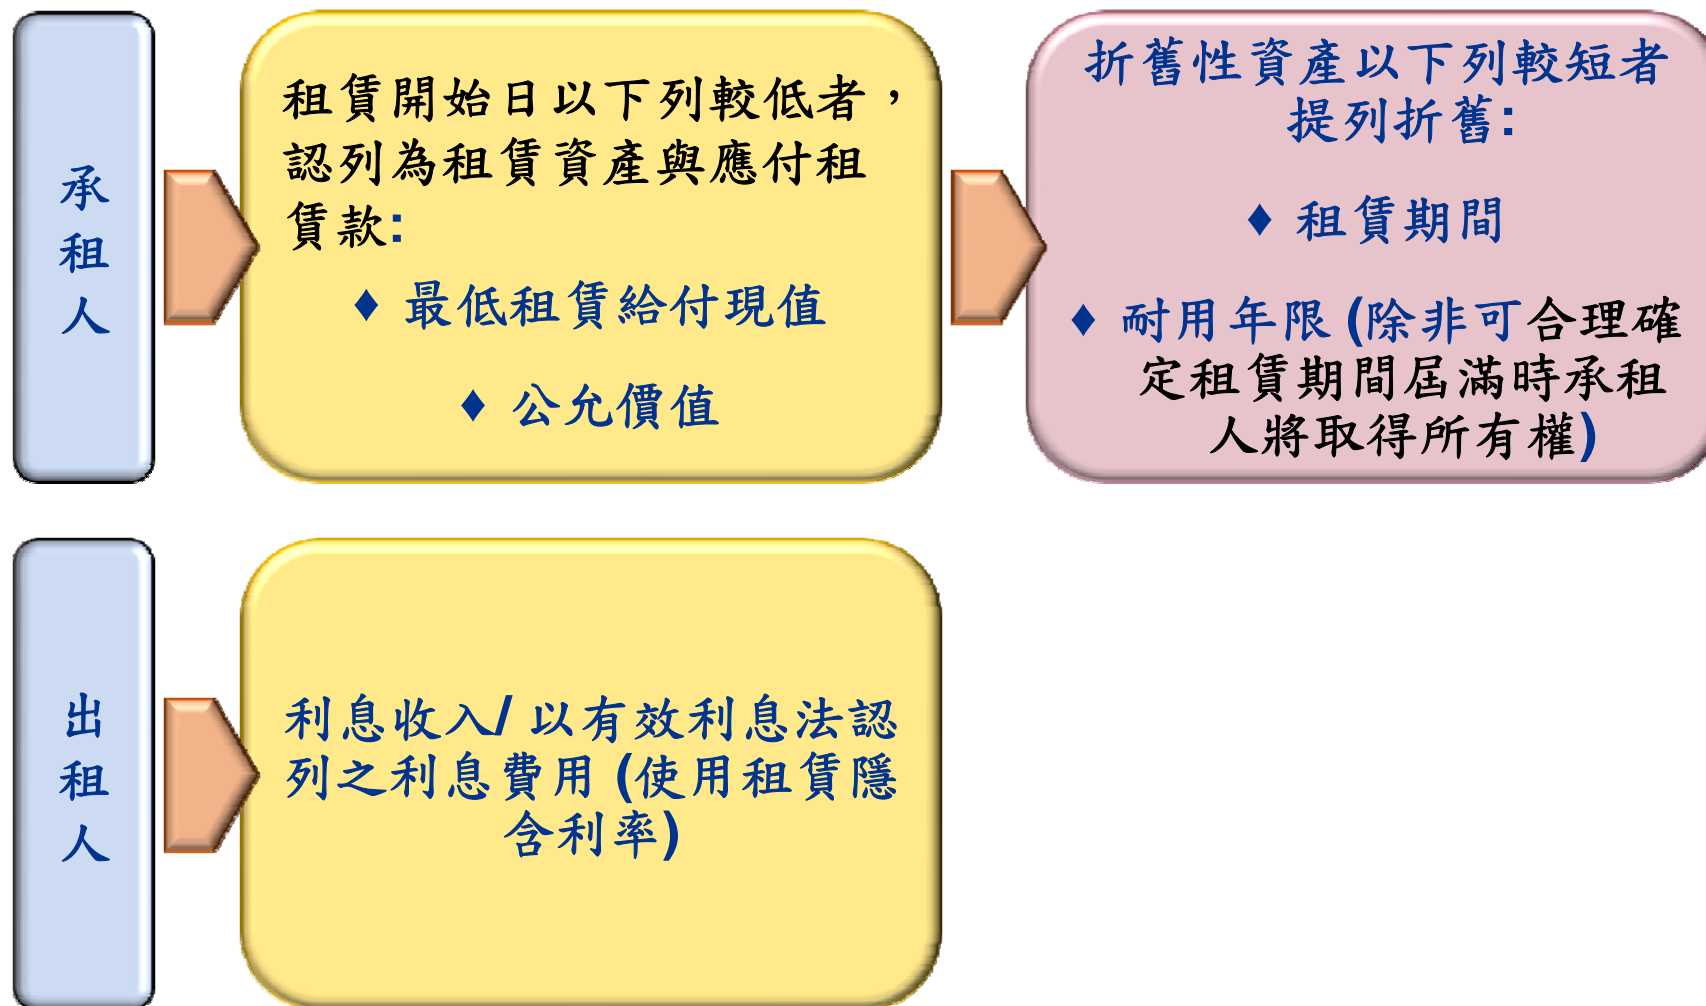 承
租
人
租賃開始日以下列較低者，
認列為租賃資產與應付租
賃款:
♦ 最低租賃給付現值
♦ 公允價值
折舊性資產以下列較短者
提列折舊:
♦ 租賃期間
♦ 耐用年限 (除非可合理確
定租賃期間屆滿時承租
人將取得所有權)
出
租
人
利息收入/ 以有效利息法認
列之利息費用 (使用租賃隱
含利率)